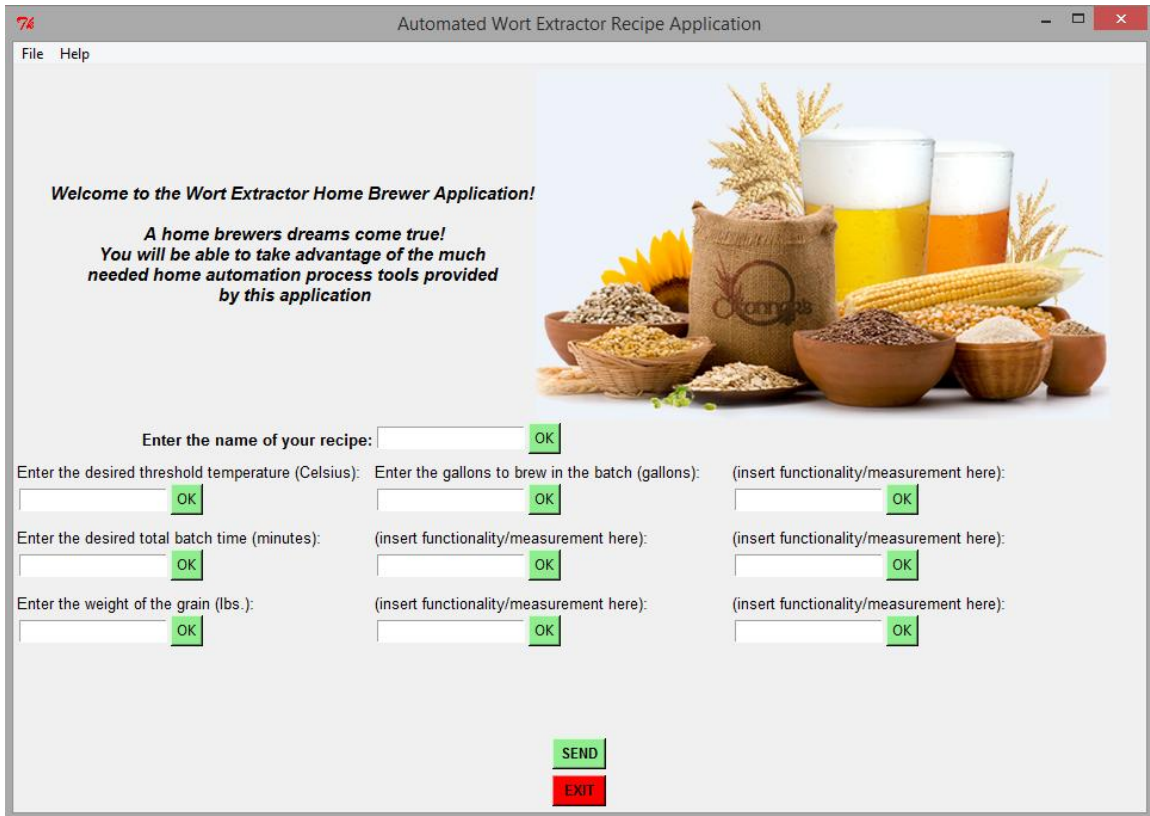 Automated Wort Extractor Recipe Application
File Help
Welcome to the Wort Extractor Home Brewer Application!
A home brewers dreams come true!
You will be able to take advantage of the much
needed home automation process tools provided
by this application
O'Connor's
Enter the name of your recipe: OK
Enter the desired threshold temperature (Celsius): Enter the gallons to brew in the batch (gallons): (insert functionality/measurement here):
OK OK OK
Enter the desired total batch time (minutes): (insert functionality/measurement here): (insert functionality/measurement here):
OK OK OK
Enter the weight of the grain (lbs.): (insert functionality/measurement here): (insert functionality/measurement here):
OK OK OK
SEND
EXIT